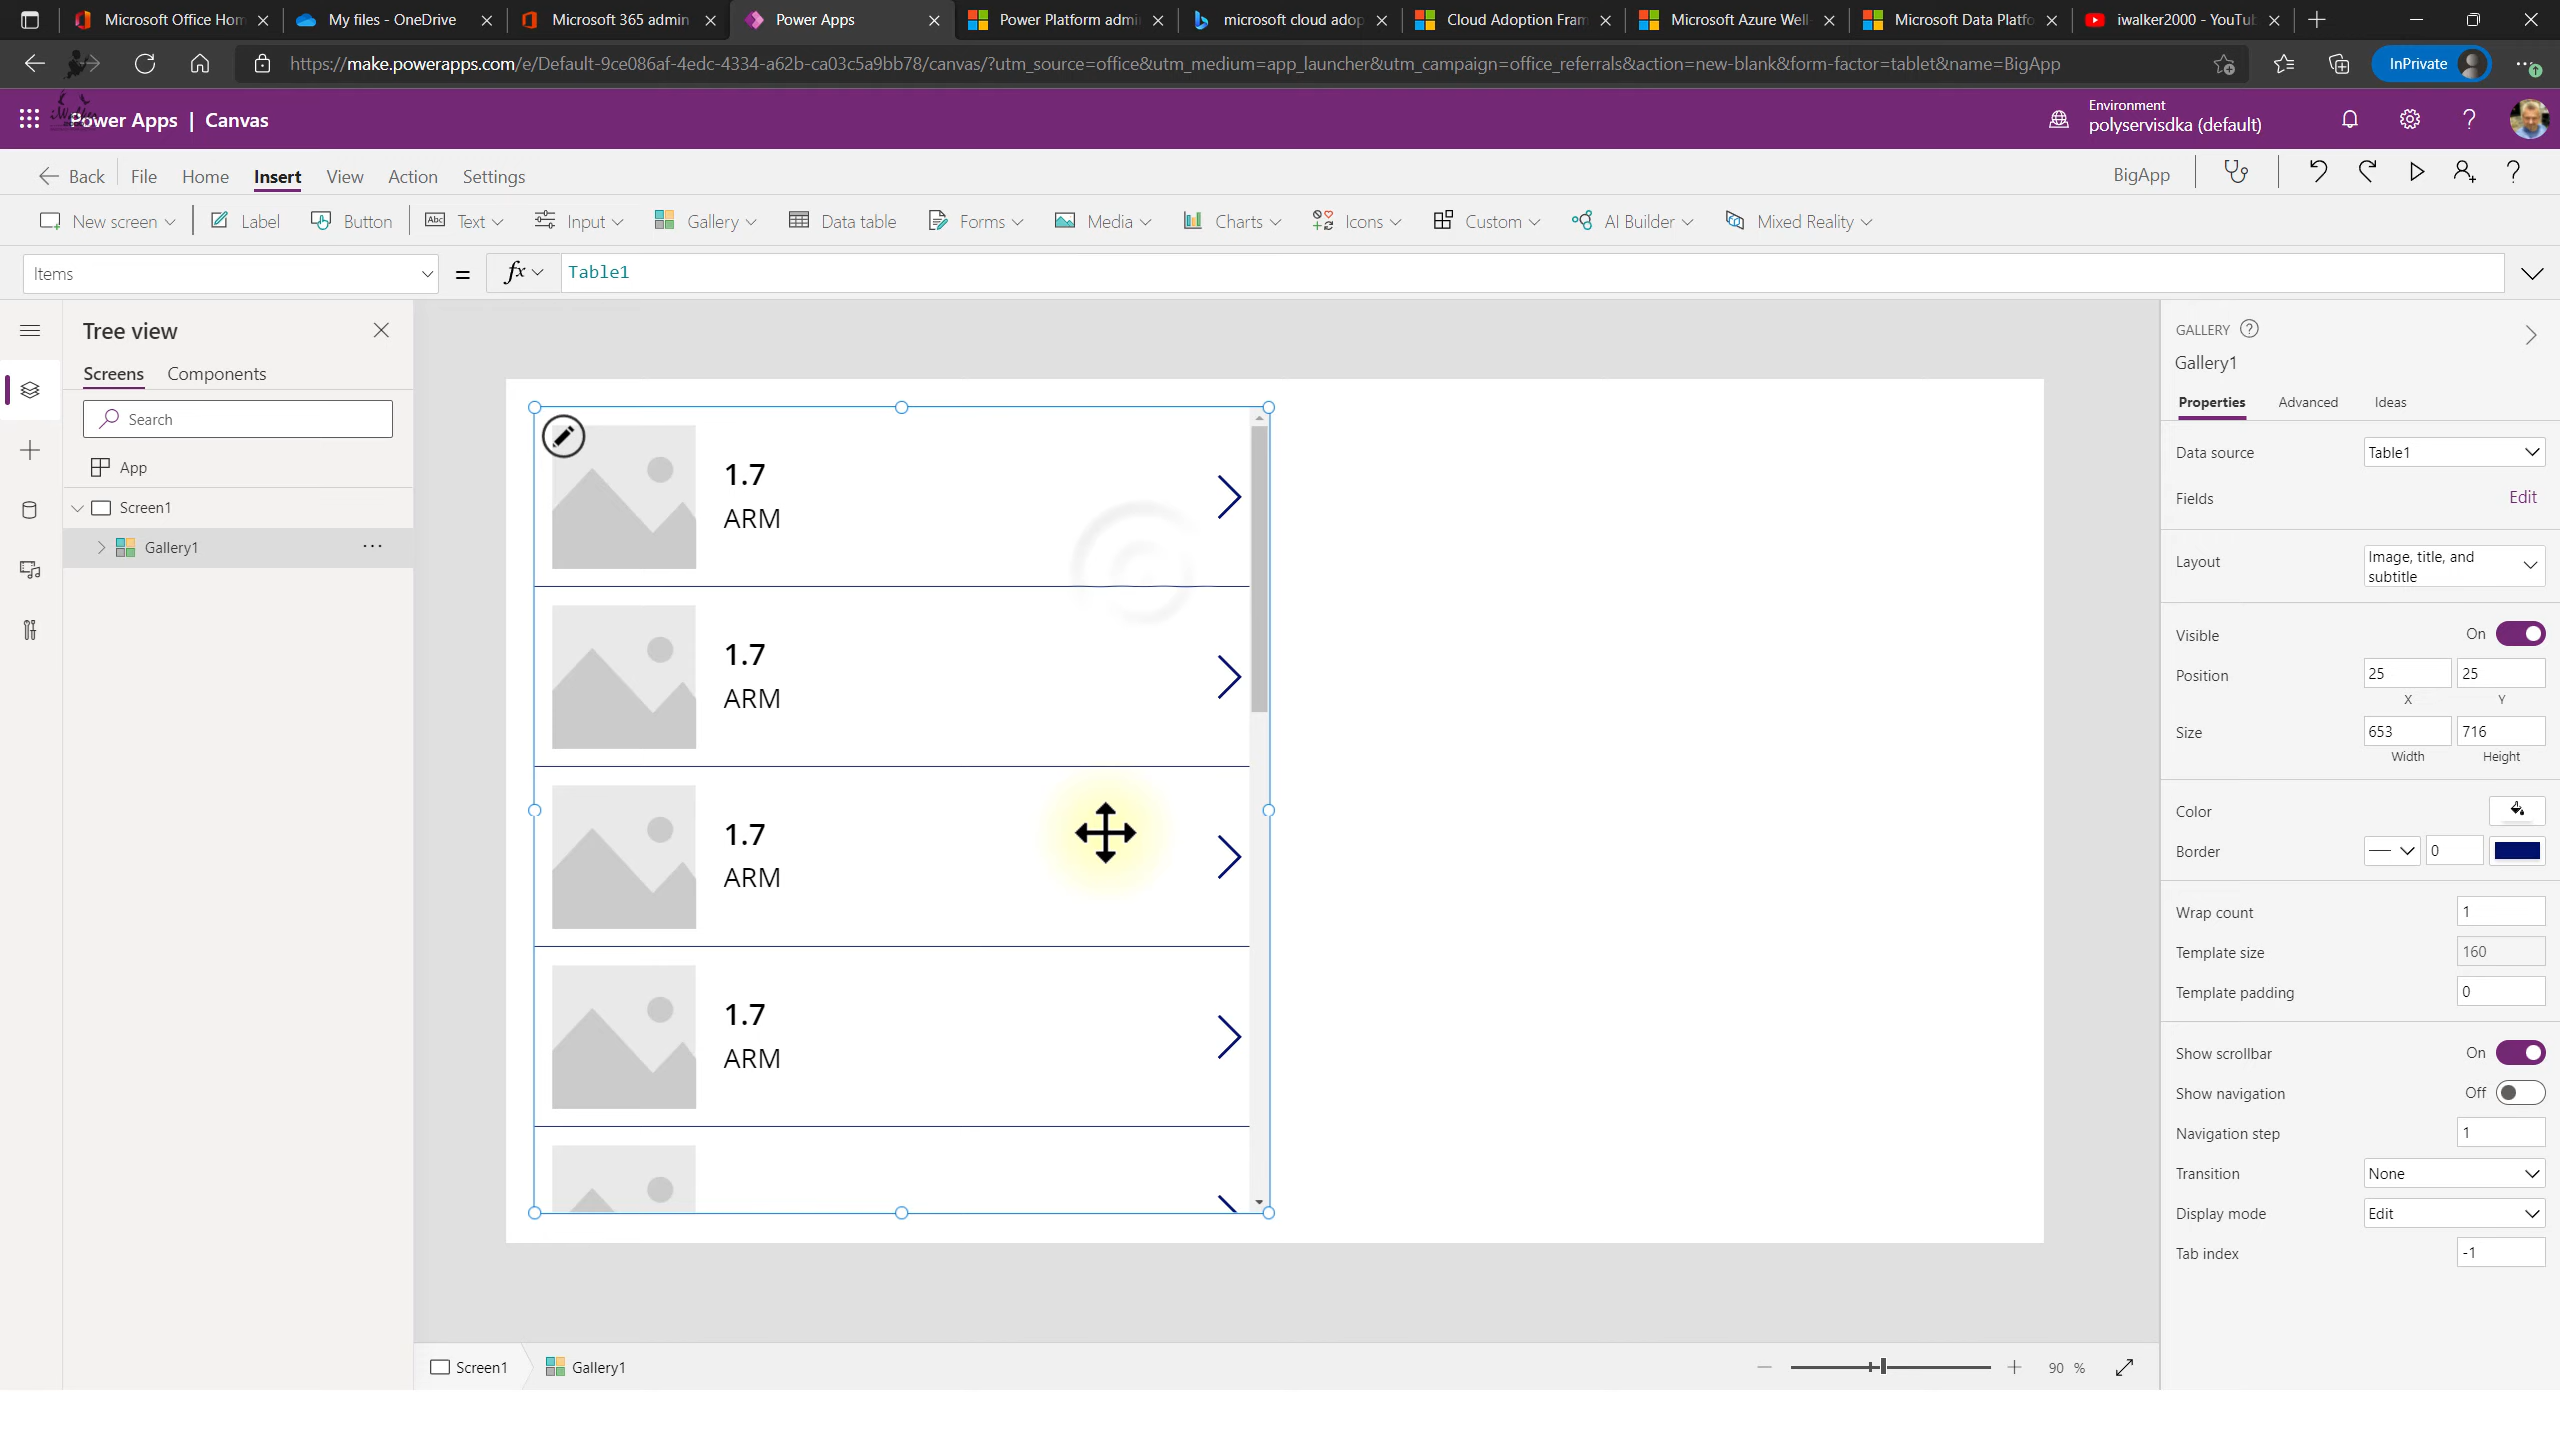 Microsoft Office Hom
My files - OneDrive
Microsoft 365 admin
Power Apps
Power Platform admi
microsoft cloud adop
Cloud Adoption Fram
Microsoft Azure Well-
Microsoft Data Platfo
iwalker2000 - YouTu
https://make.powerapps.com/e/Default-9ce086af-4edc-4334-a62b-ca03c5a9bb78/canvas/?utm_source=office&utm_medium=app_launcher&utm_campaign=office_referrals&action=new-blank&form-factor=tablet&name=BigApp
InPrivate
Power Apps | Canvas
Environment
polyservisdka (default)
Back
File
Home
Insert
View
Action
Settings
BigApp
New screen
Label
Button
Text
Input
Gallery
Data table
Forms
Media
Charts
Icons
Custom
AI Builder
Mixed Reality
Items
=
fx
Table1
Tree view
Screens
Components
Search
App
Screen1
Gallery1
1.7
ARM
1.7
ARM
1.7
ARM
1.7
ARM
GALLERY
Gallery1
Properties
Advanced
Ideas
Data source
Table1
Fields
Edit
Layout
Image, title, and
subtitle
Visible
On
Position
25
25
X
Y
Size
653
716
Width
Height
Color
Border
0
Wrap count
1
Template size
160
Template padding
0
Show scrollbar
On
Show navigation
Off
Navigation step
1
Transition
None
Display mode
Edit
Tab index
-1
Screen1
Gallery1
90 %